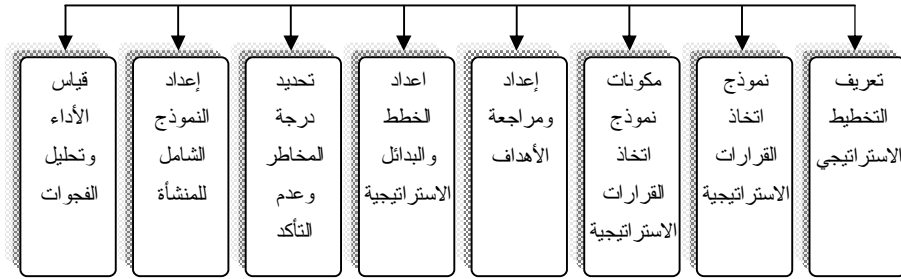 تعريف
التخطيط
الاستراتيجي
نموذج
اتخاذ
القرارات
الاستراتيجية
مكونات
نموذج
اتخاذ
القرارات
الاستراتيجية
إعداد
ومراجعة
الأهداف
اعداد
الخطط
والبدائل
الاستراتيجية
تحديد
درجة
المخاطر
وعدم
التأكد
إعداد
النموذج
الشامل
للمنشأة
قياس
الأداء
وتحليل
الفجوات